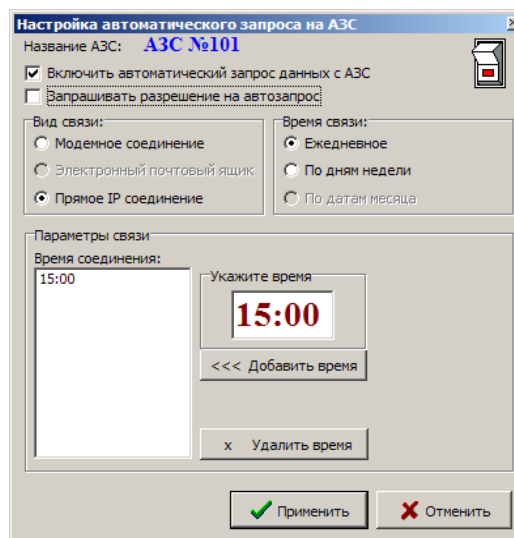 Настройка автоматического запроса на АЗС
Название АЗС: АЗС №101
Включить автоматический запрос данных с АЗС
Запрашивать разрешение на автозапрос
Вид связи:
Модемное соединение
Электронный почтовый ящик
Прямое IP соединение
Время связи:
Ежедневное
По дням недели
По датам месяца
Параметры связи
Время соединения:
15:00
Укажите время
15:00
<<< Добавить время
x Удалить время
Применить
Отменить